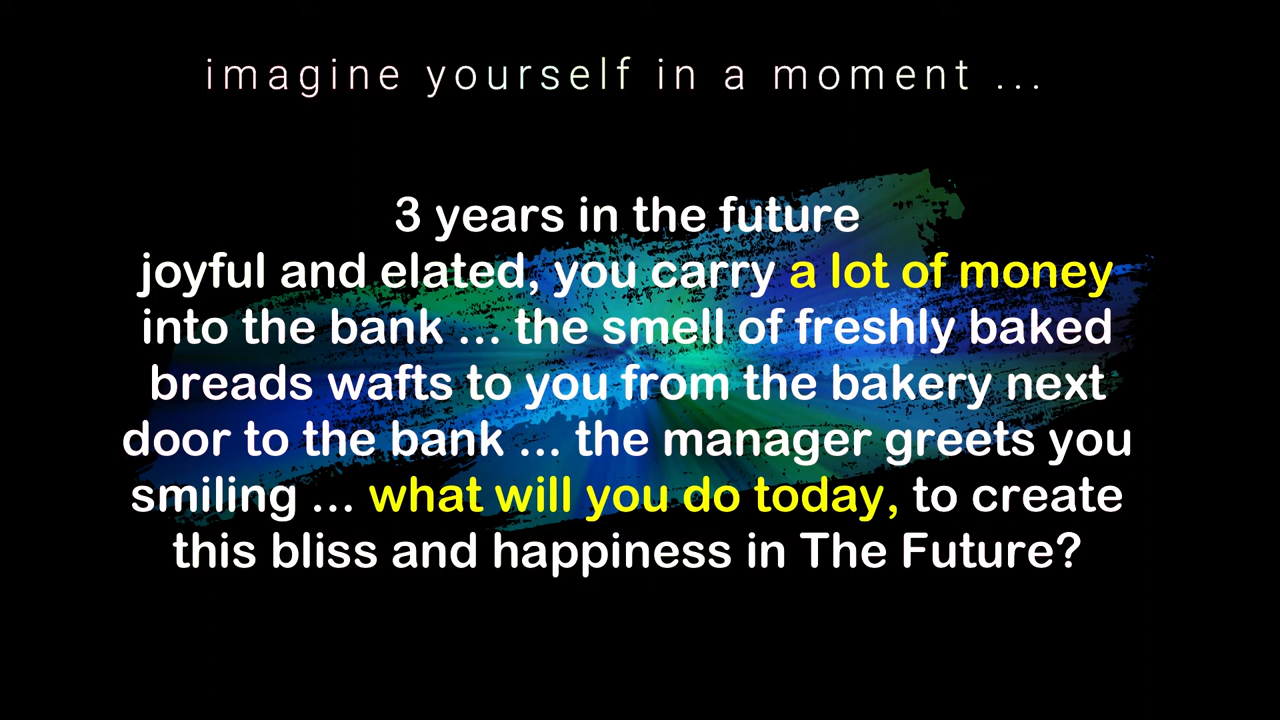 imagine yourself in a moment ...
3 years in the future
joyful and elated, you carry a lot of money
into the bank ... the smell of freshly baked
breads wafts to you from the bakery next
door to the bank ... the manager greets you
smiling ... what will you do today, to create
this bliss and happiness in The Future?